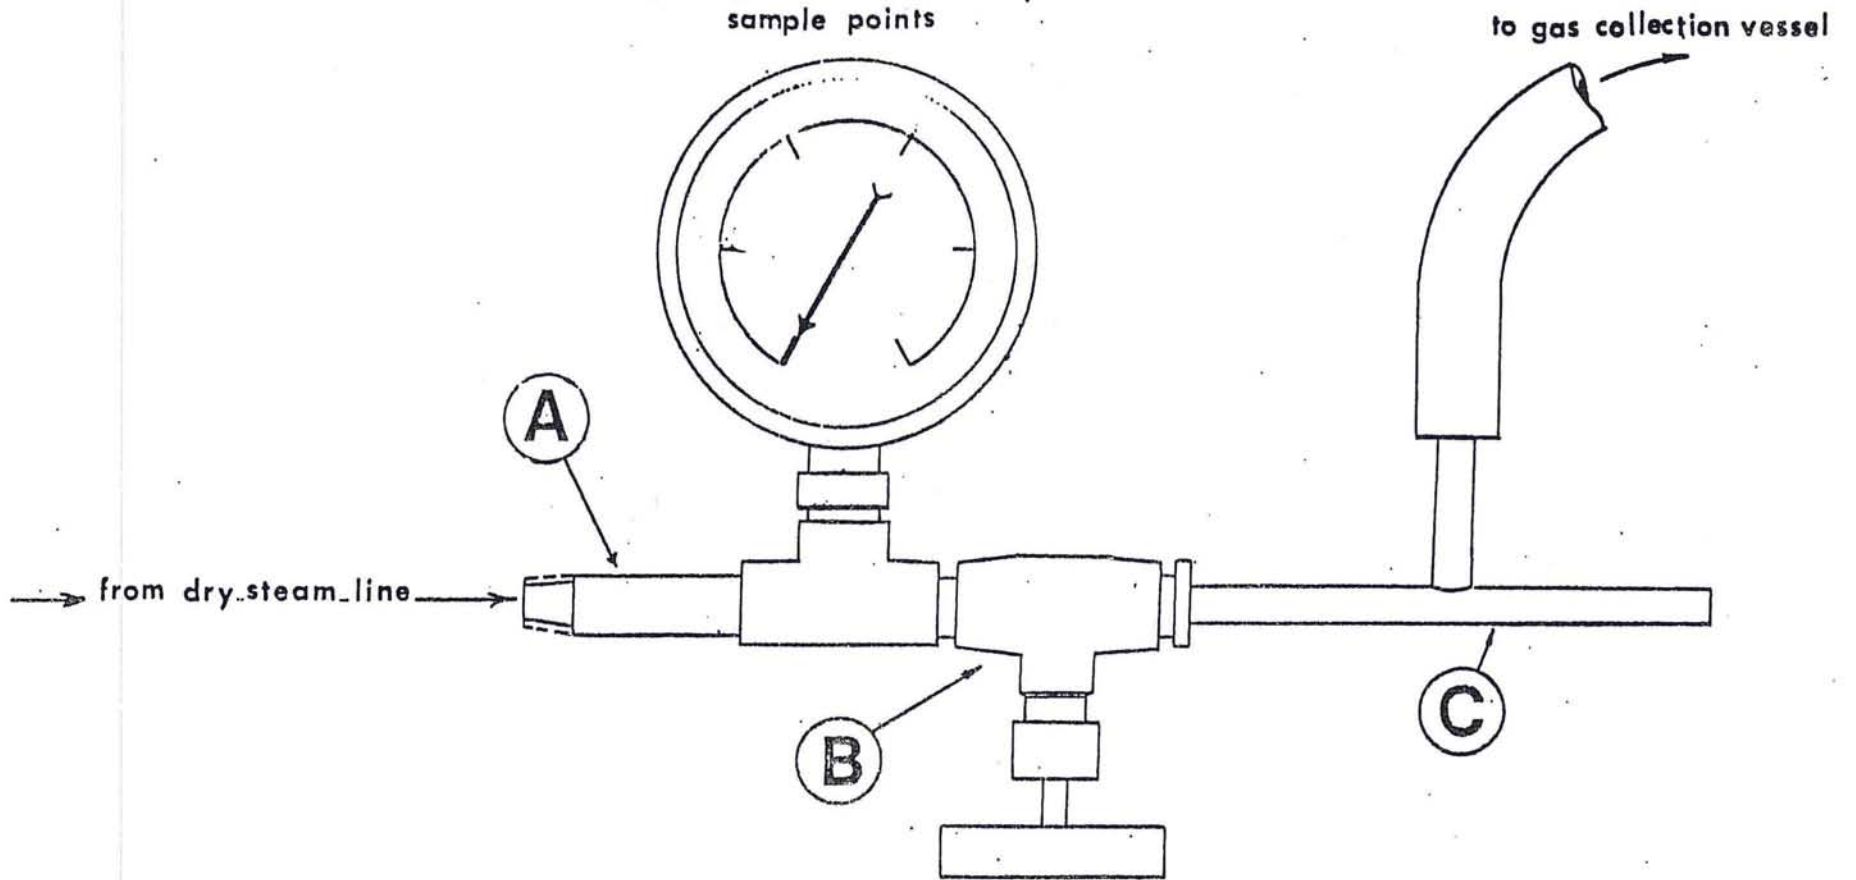 sample points
to gas collection vessel
A
from dry steam line
B
C